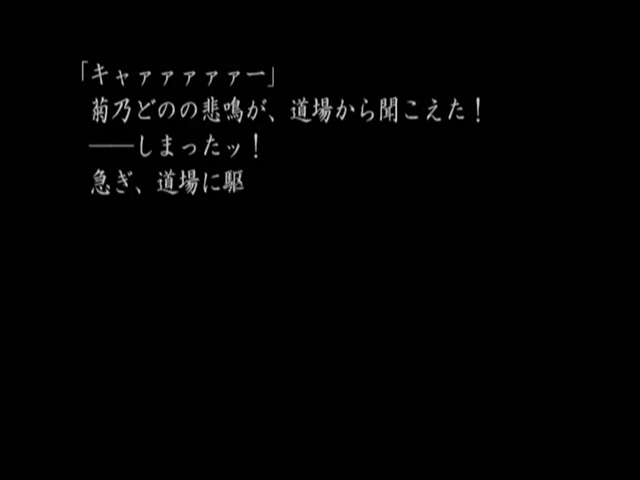 「キャァァァァァー」
菊乃どのの悲鳴が、道場から聞こえた！
――しまったッ！
急ぎ、道場に駆